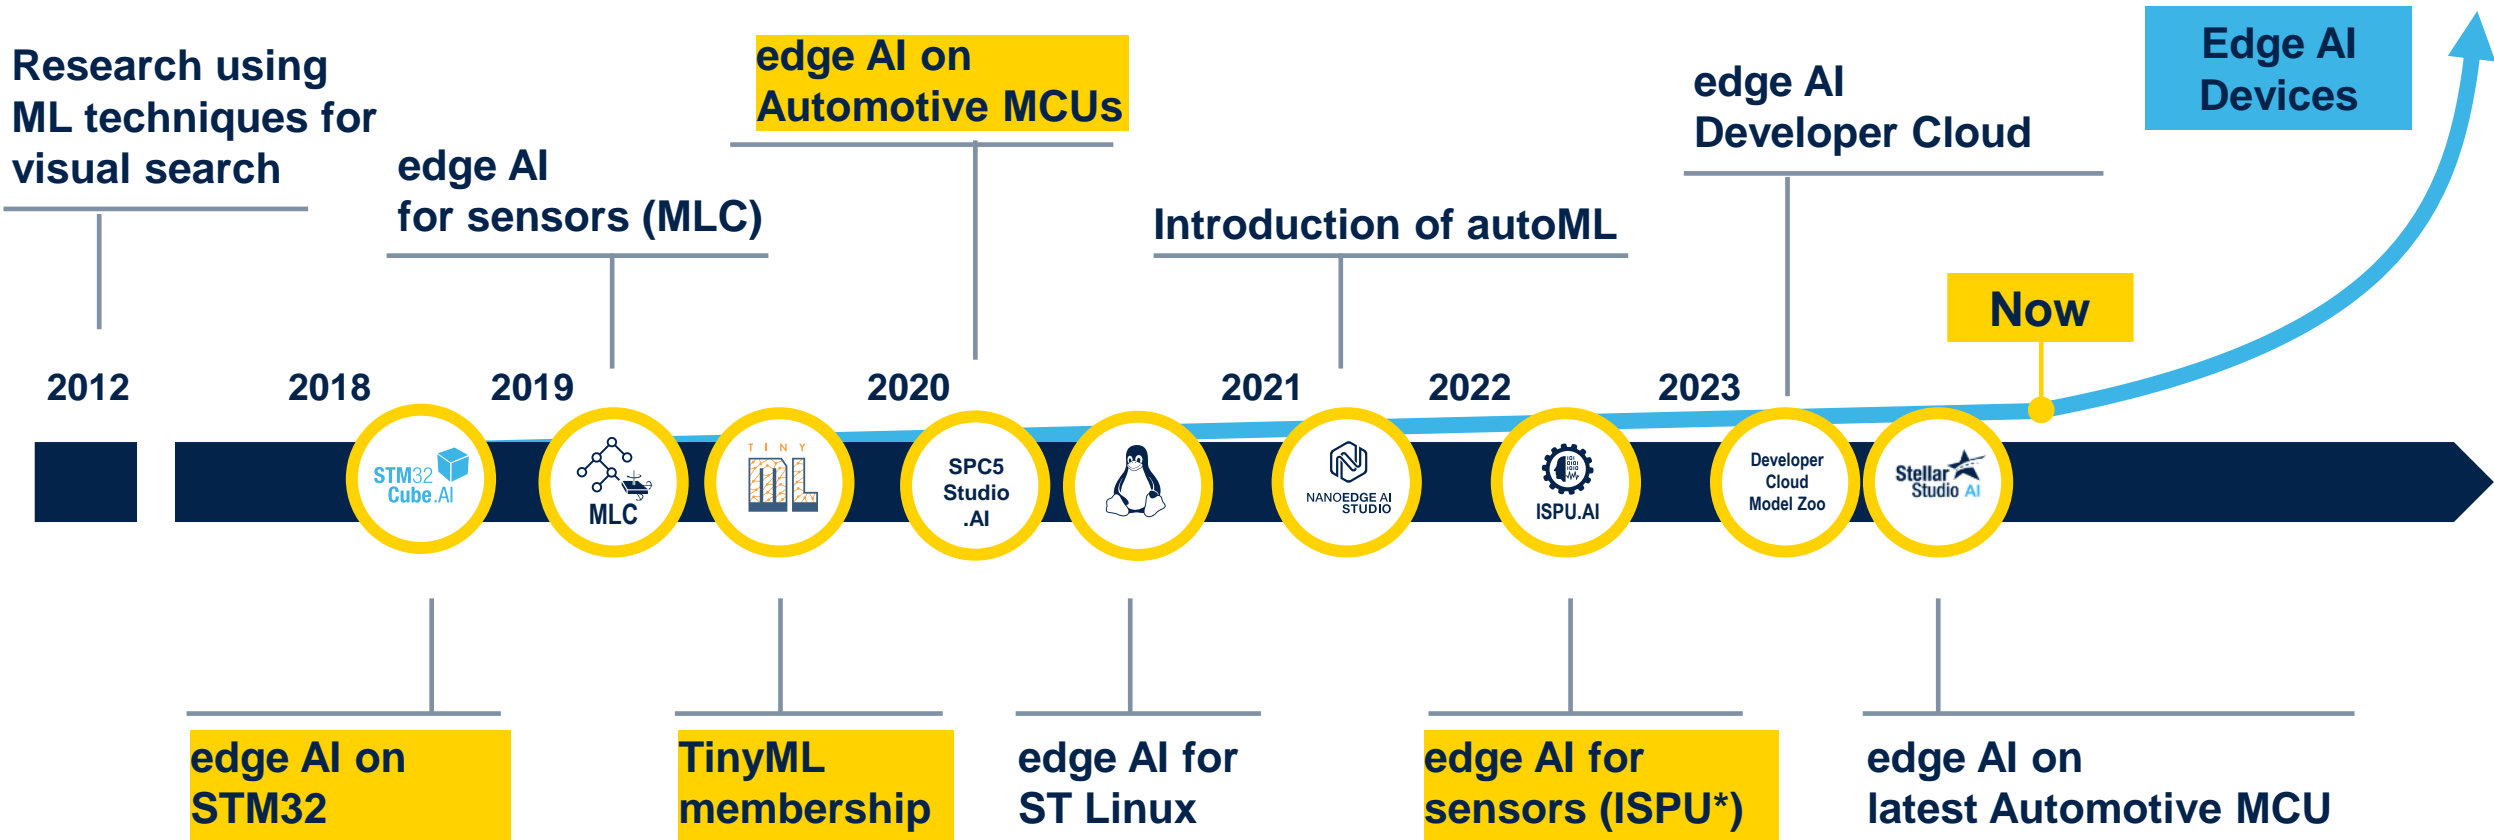 Research using
ML techniques for
visual search
edge AI
for sensors (MLC)
edge AI on
Automotive MCUs
Introduction of autoML
edge AI
Developer Cloud
Edge AI
Devices
Now
2012
2018
2019
2020
2021
2022
2023
STM32
Cube.AI
MLC
TINY
ML
SPC5
Studio
.AI
NANOEDGE AI
STUDIO
ISPU.AI
Developer
Cloud
Model Zoo
Stellar
Studio AI
edge AI on
STM32
TinyML
membership
edge AI for
ST Linux
edge AI for
sensors (ISPU*)
edge AI on
latest Automotive MCU